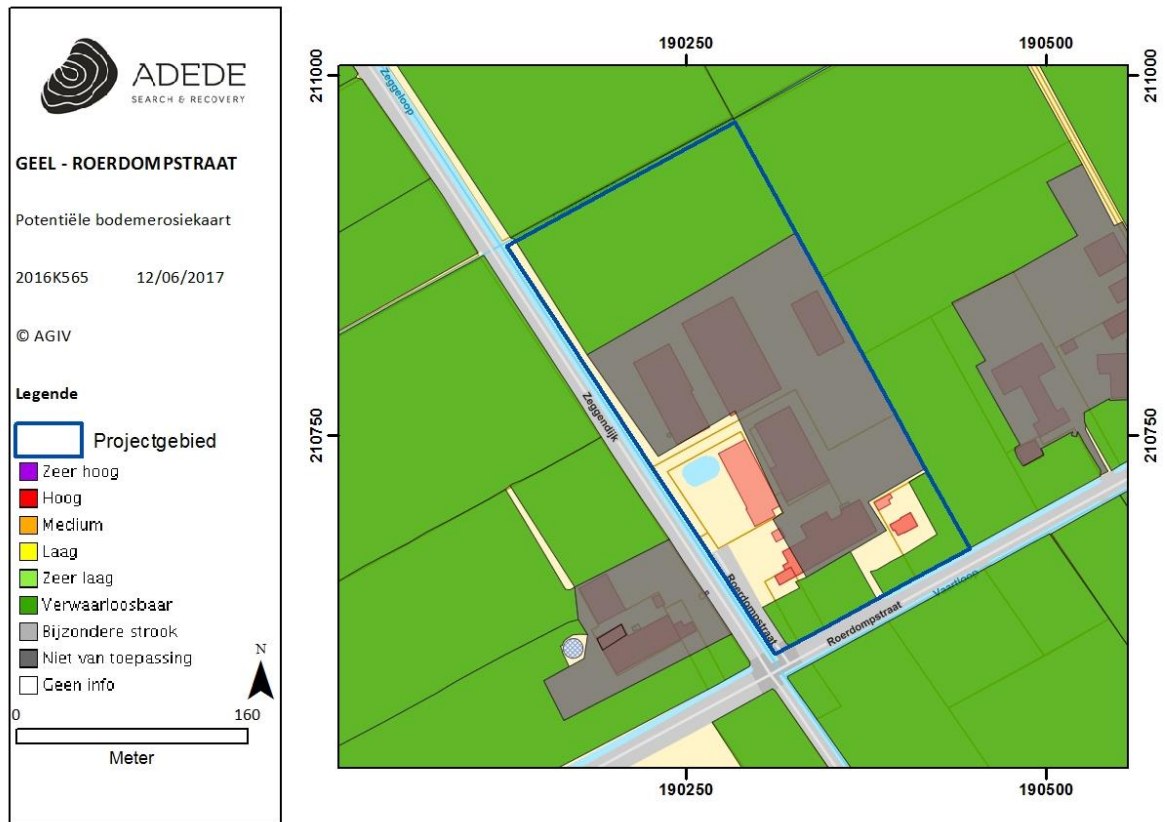 ADEDE
SEARCH & RECOVERY
GEEL - ROERDOMPSTRAAT
Potentiële bodemerosiekaart
2016K565 12/06/2017
© AGIV
Legende
Projectgebied
Zeer hoog
Hoog
Medium
Laag
Zeer laag
Verwaarloosbaar
Bijzondere strook
Niet van toepassing
Geen info
N
0 160
Meter
190250 190500
211000 211000
Zeggeloop
Zeggendijk
210750 210750
Roerdompstraat
Roerdompstraat
Vaartloop
190250 190500